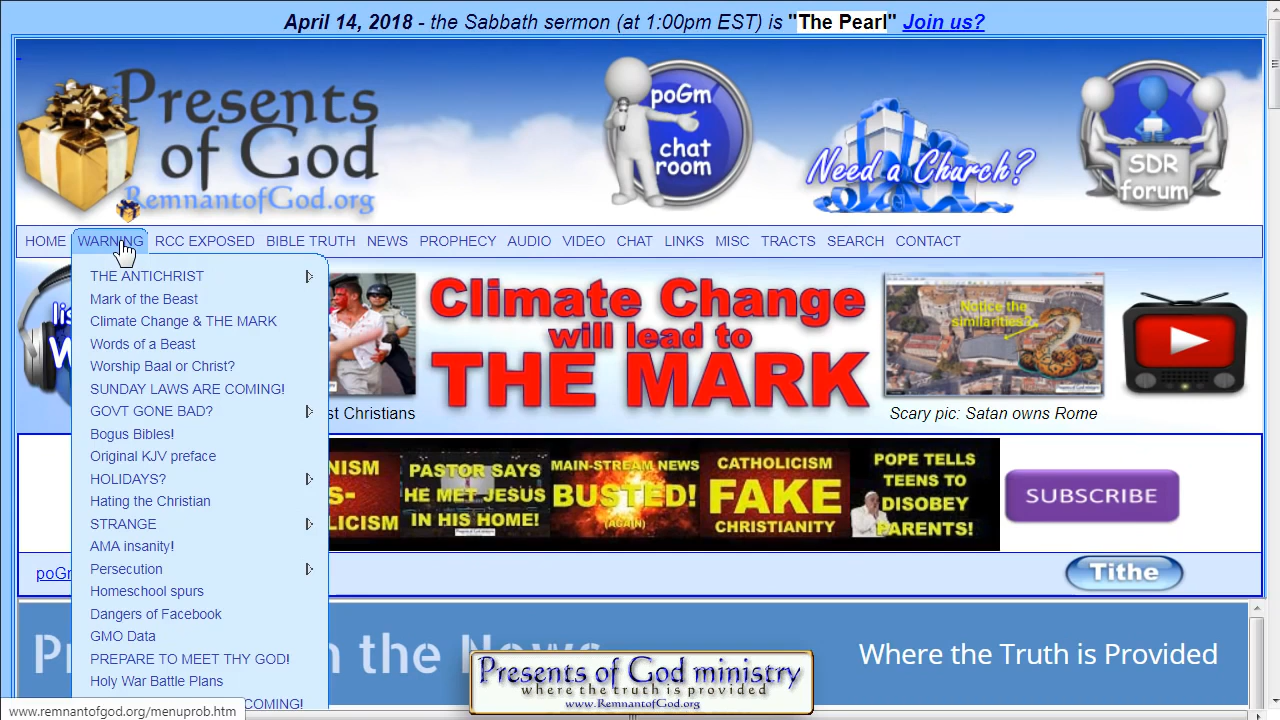 April 14, 2018 - the Sabbath sermon (at 1:00pm EST) is "The Pearl" Join us?
Presents
of God
RemnantofGod.org
poGm
chat
room
Need a Church?
SDR
forum
HOME WARNING RCC EXPOSED BIBLE TRUTH NEWS PROPHECY AUDIO VIDEO CHAT LINKS MISC TRACTS SEARCH CONTACT
THE ANTICHRIST
Mark of the Beast
Climate Change & THE MARK
Words of a Beast
Worship Baal or Christ?
SUNDAY LAWS ARE COMING!
GOVT GONE BAD?
Bogus Bibles!
Original KJV preface
HOLIDAYS?
Hating the Christian
STRANGE
AMA insanity!
Persecution
Homeschool spurs
Dangers of Facebook
GMO Data
PREPARE TO MEET THY GOD!
Holy War Battle Plans
COMING!
st Christians
Climate Change
will lead to
THE MARK
Notice the
similarities?
Scary pic: Satan owns Rome
NISM
S-
LICISM
PASTOR SAYS
HE MET JESUS
IN HIS HOME!
MAIN-STREAM NEWS
BUSTED!
(AGAIN)
CATHOLICISM
FAKE
CHRISTIANITY
POPE TELLS
TEENS TO
DISOBEY
PARENTS!
SUBSCRIBE
poGm
Tithe
n the News
Where the Truth is Provided
Presents of God ministry
where the truth is provided
www.RemnantofGod.org
www.remnantofgod.org/menuprob.htm